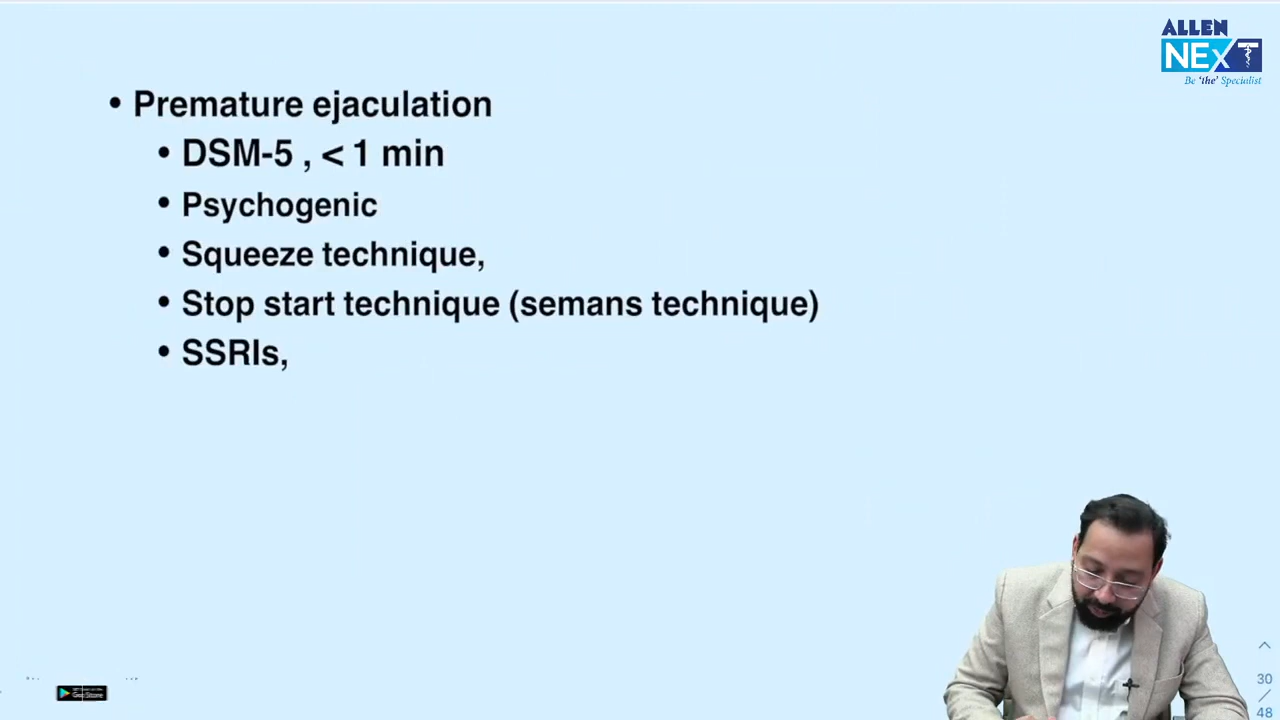 ALLEN
NEXT
Be 'the' Specialist
• Premature ejaculation
• DSM-5 , < 1 min
• Psychogenic
• Squeeze technique,
• Stop start technique (semans technique)
• SSRIs,
30
/
48